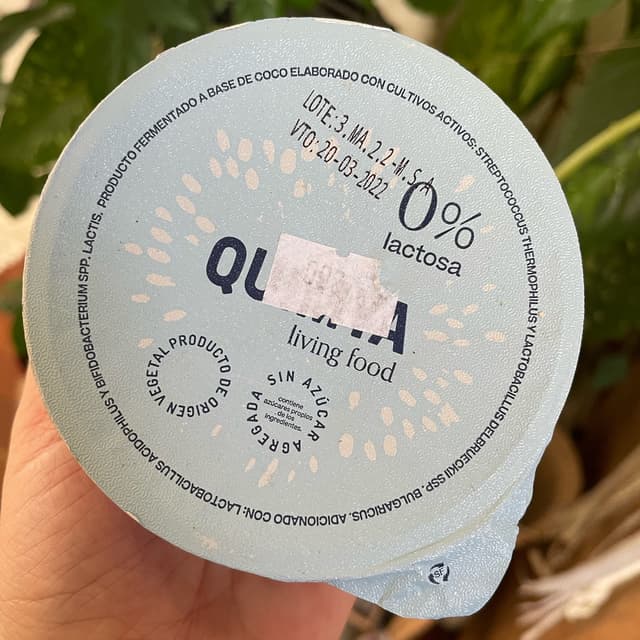 PRODUCTO FERMENTADO A BASE DE COCO ELABORADO CON CULTIVOS ACTIVOS: STREPTOCOCCUS THERMOPHILUS Y LACTOBACILLUS DELBRUECKII SSP. BULGARICUS. ADICIONADO CON: LACTOBACILLUS ACIDOPHILUS Y BIFIDOBACTERIUM SPP. LACTIS.
LOTE:3.MA.2.2-M.S.A
VTO:20-03-2022
0%
lactosa
living food
PRODUCTO DE ORIGEN VEGETAL
SIN AZÚCAR AGREGADA
contiene
azúcares propios
de los
ingredientes.